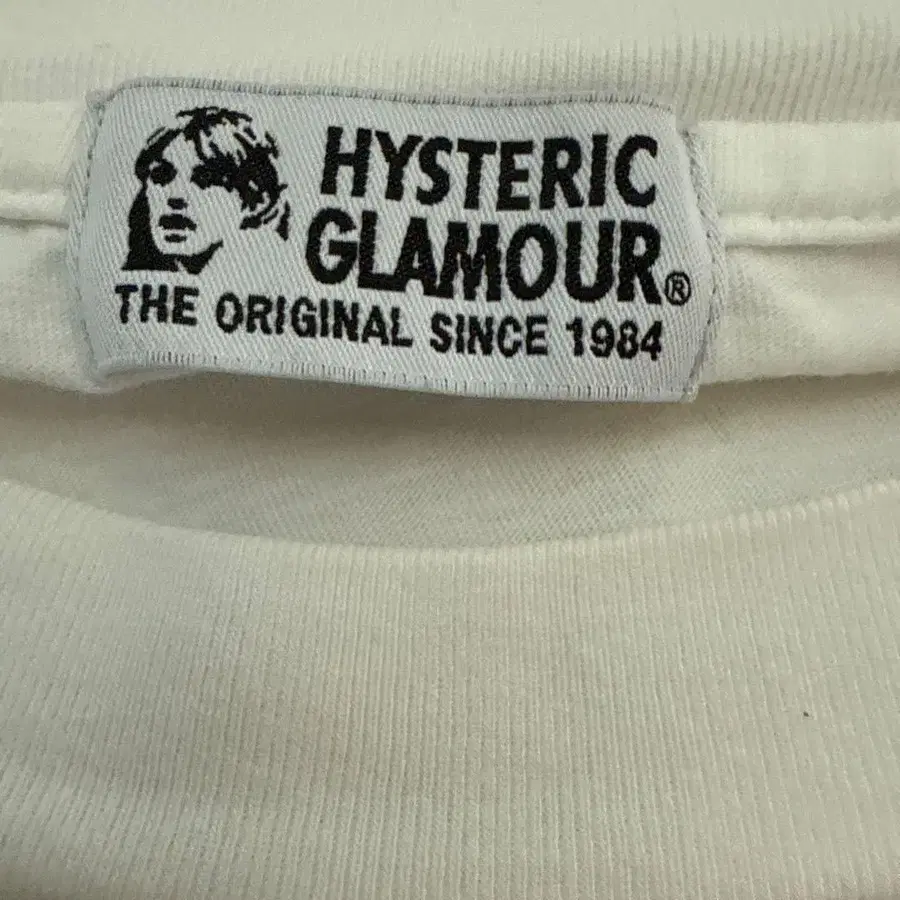 HYSTERIC
GLAMOUR®
THE ORIGINAL SINCE 1984